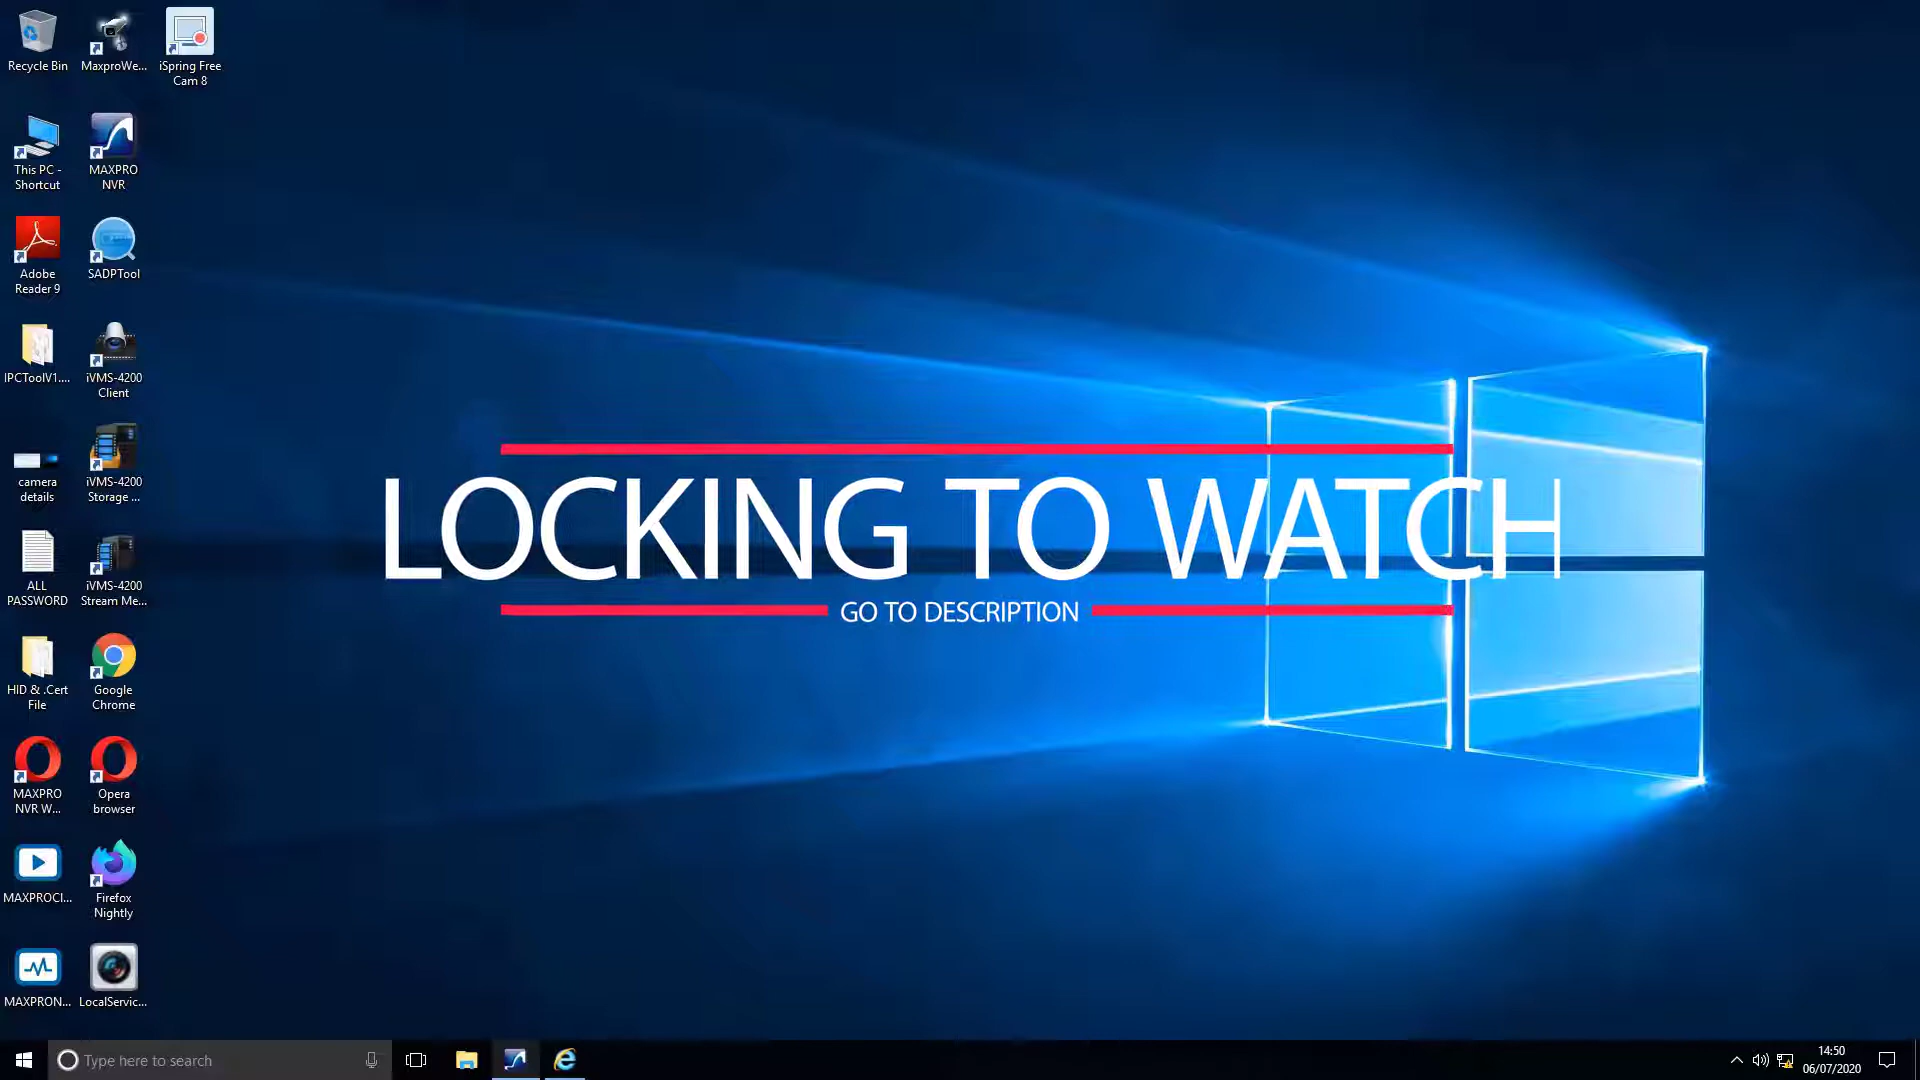 Recycle Bin
MaxproWe...
iSpring Free
Cam 8
This PC -
Shortcut
MAXPRO
NVR
Adobe
Reader 9
SADPTool
IPCToolV1....
iVMS-4200
Client
camera
details
iVMS-4200
Storage ...
ALL
PASSWORD
iVMS-4200
Stream Me...
HID & .Cert
File
Google
Chrome
MAXPRO
NVR W...
Opera
browser
MAXPROCl...
Firefox
Nightly
MAXPRON...
LocalServic...
LOCKING TO WATCH
GO TO DESCRIPTION
Type here to search
14:50
06/07/2020